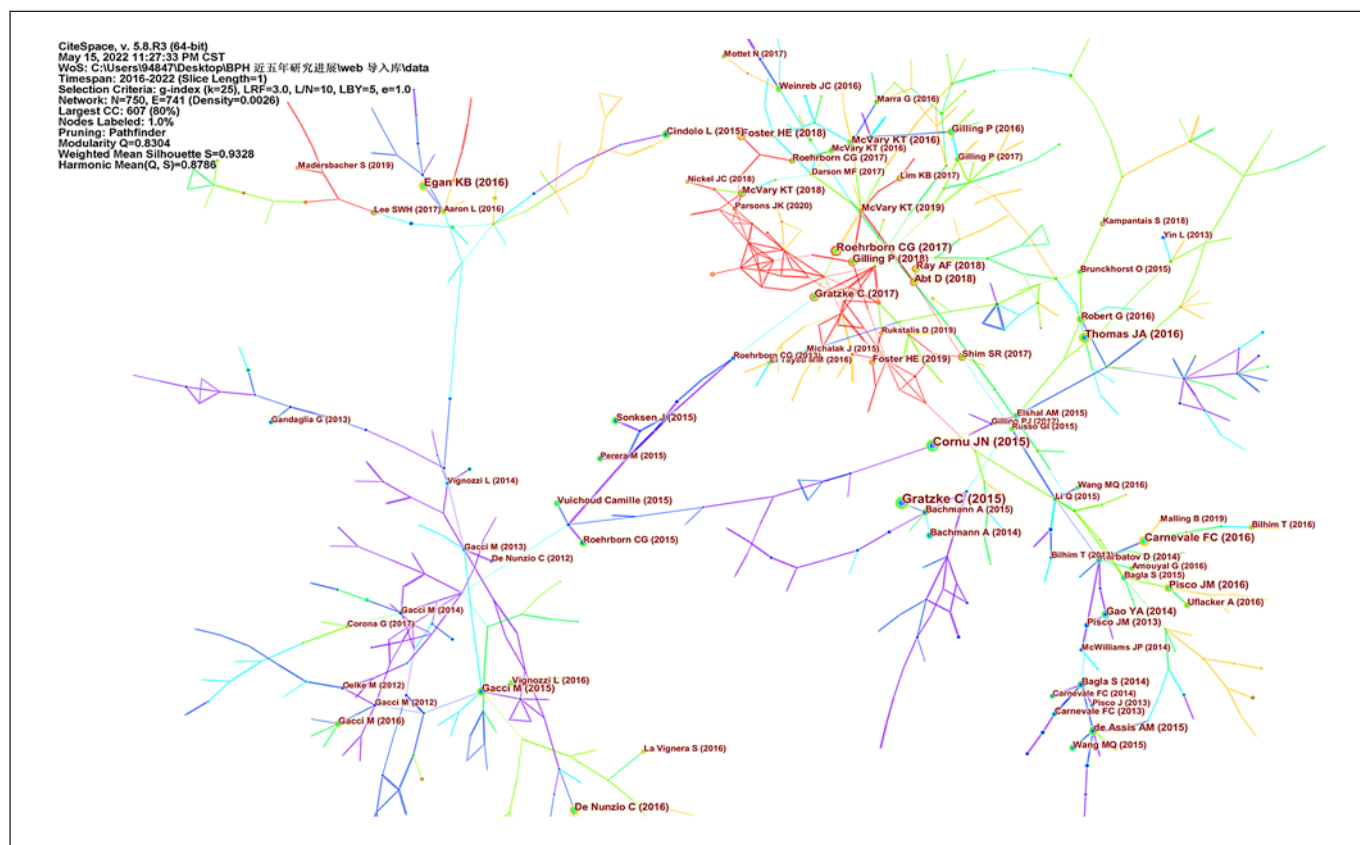 CiteSpace, v. 5.8.R3 (64-bit)
May 15, 2022 11:27:33 PM CST
WoS: C:\Users\94847\Desktop\BPH 近五年研究进展\web 导入库\data
Timespan: 2016-2022 (Slice Length=1)
Selection Criteria: g-index (k=25), LRF=3.0, L/N=10, LBY=5, e=1.0
Network: N=750, E=741 (Density=0.0026)
Largest CC: 607 (80%)
Nodes Labeled: 1.0%
Pruning: Pathfinder
Modularity Q=0.8304
Weighted Mean Silhouette S=0.9328
Harmonic Mean(Q, S)=0.8786
Mottet N (2017)
Weinreb JC (2016)
Marra G (2016)
Cindolo L (2015)
Foster HE (2018)
Gilling P (2016)
McVary KT (2016)
McVary KT (2016)
Roehrborn CG (2017)
Gilling P (2017)
Madersbacher S (2019)
Darson MF (2017)
Lim KB (2017)
Egan KB (2016)
Nickel JC (2018)
McVary KT (2018)
Lee SWH (2017)
Aaron L (2016)
Parsons JK (2020)
McVary KT (2019)
Kampantais S (2018)
Yin L (2013)
Roehrborn CG (2017)
Gilling P (2018)
Ray AF (2018)
Abt D (2018)
Brunckhorst O (2015)
Gratzke C (2017)
Robert G (2016)
Rukstalis D (2019)
Thomas JA (2016)
Michalak J (2015)
Roehrborn CG (2013)
(2016)
Foster HE (2019)
Shim SR (2017)
Gandaglia G (2013)
Sonksen J (2015)
Elshal AM (2015)
Gilling PJ (2012)
Russo GI (2015)
Cornu JN (2015)
Perera M (2015)
Vignozzi L (2014)
Wang MQ (2016)
Vuichoud Camille (2015)
Gratzke C (2015)
Li Q (2015)
Bachmann A (2015)
Malling B (2019)
Bilhim T (2016)
Bachmann A (2014)
Roehrborn CG (2015)
Carnevale FC (2016)
Gacci M (2013)
De Nunzio C (2012)
Bilhim T (2013)
D (2014)
Amouyal G (2016)
Bagla S (2015)
Pisco JM (2016)
Uflacker A (2016)
Gacci M (2014)
Gao YA (2014)
Corona G (2017)
Pisco JM (2013)
McWilliams JP (2014)
Vignozzi L (2016)
Oelke M (2012)
Gacci M (2015)
Bagla S (2014)
Carnevale FC (2014)
Gacci M (2012)
Pisco J (2013)
Carnevale FC (2013)
Gacci M (2016)
de Assis AM (2015)
La Vignera S (2016)
Wang MQ (2015)
De Nunzio C (2016)